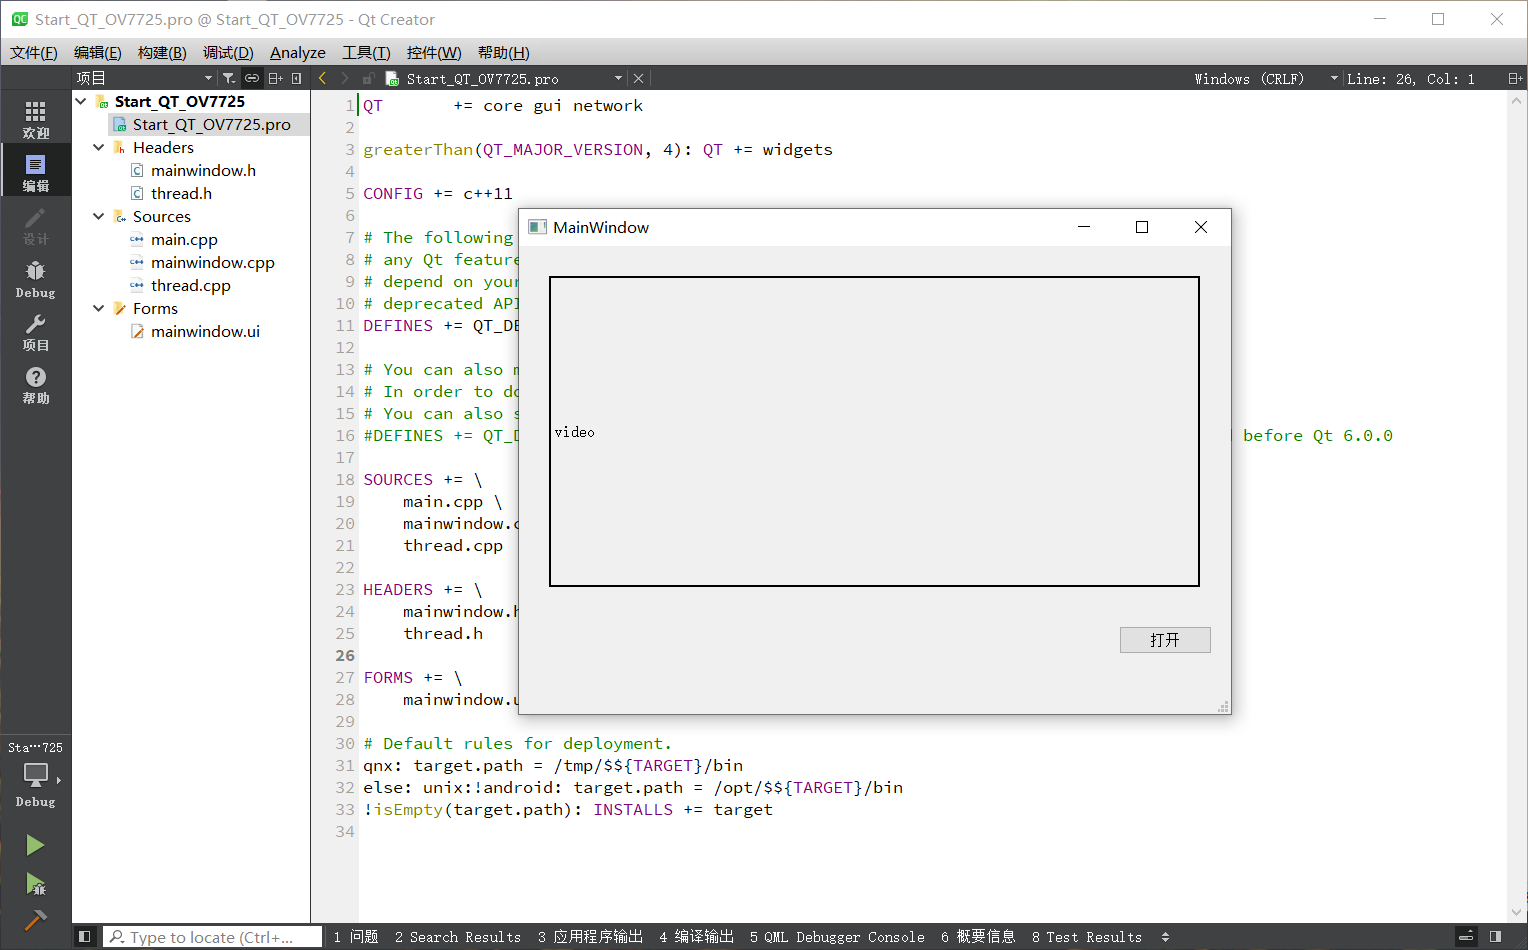 Start_QT_OV7725.pro @ Start_QT_OV7725 - Qt Creator
文件(F) 编辑(E) 构建(B) 调试(D) Analyze 工具(T) 控件(W) 帮助(H)
项目 Start_QT_OV7725.pro Windows (CRLF) Line: 26, Col: 1
欢迎
编辑
设计
Debug
项目
帮助
Sta···725
Debug
Start_QT_OV7725
Start_QT_OV7725.pro
Headers
mainwindow.h
thread.h
Sources
main.cpp
mainwindow.cpp
thread.cpp
Forms
mainwindow.ui
1 QT       += core gui network
2
3 greaterThan(QT_MAJOR_VERSION, 4): QT += widgets
4
5 CONFIG += c++11
6
7 # The following
8 # any Qt feature
9 # depend on your
10 # deprecated API
11 DEFINES += QT_DE
12
13 # You can also m
14 # In order to do
15 # You can also s
16 #DEFINES += QT_D before Qt 6.0.0
17
18 SOURCES += \
19     main.cpp \
20     mainwindow.c
21     thread.cpp
22
23 HEADERS += \
24     mainwindow.h
25     thread.h
26
27 FORMS += \
28     mainwindow.u
29
30 # Default rules for deployment.
31 qnx: target.path = /tmp/$${TARGET}/bin
32 else: unix:!android: target.path = /opt/$${TARGET}/bin
33 !isEmpty(target.path): INSTALLS += target
34
MainWindow
video
打开
Type to locate (Ctrl+... 1 问题 2 Search Results 3 应用程序输出 4 编译输出 5 QML Debugger Console 6 概要信息 8 Test Results